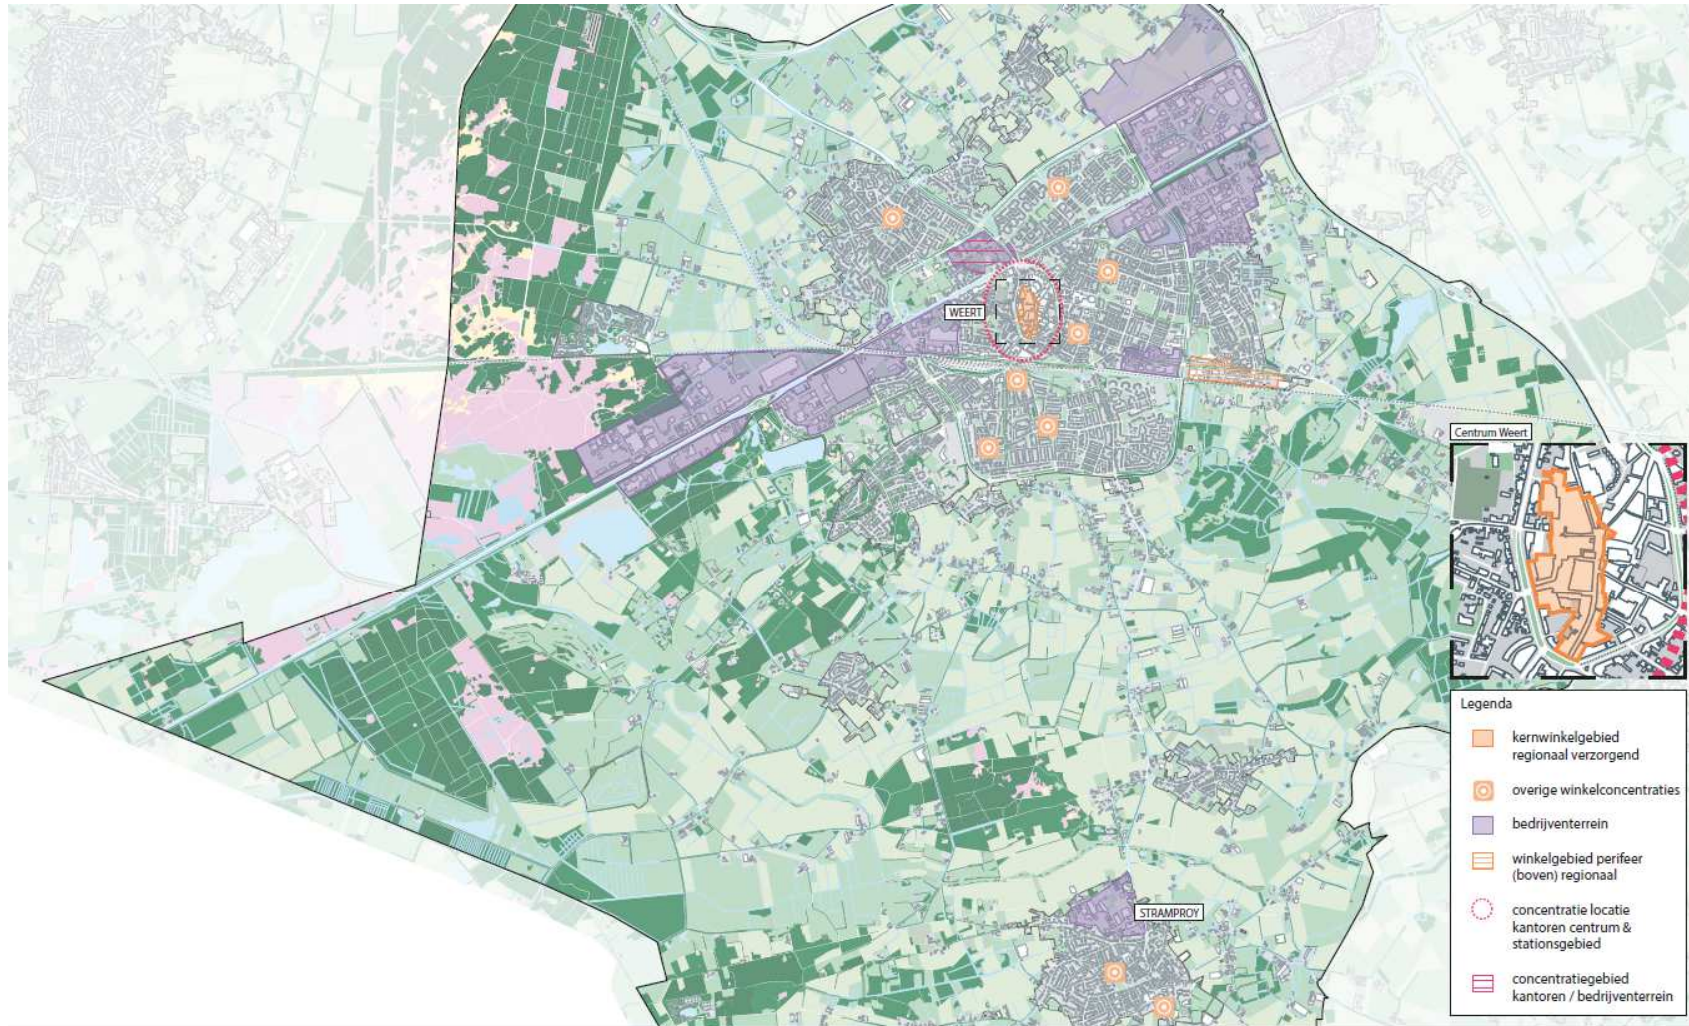 WEERT
Centrum Weert
STRAMPROY
Legenda
kernwinkelgebied
regionaal verzorgend
overige winkelconcentraties
bedrijventerrein
winkelgebied perifeer
(boven) regionaal
concentratie locatie
kantoren centrum &
stationsgebied
concentratiegebied
kantoren / bedrijventerrein